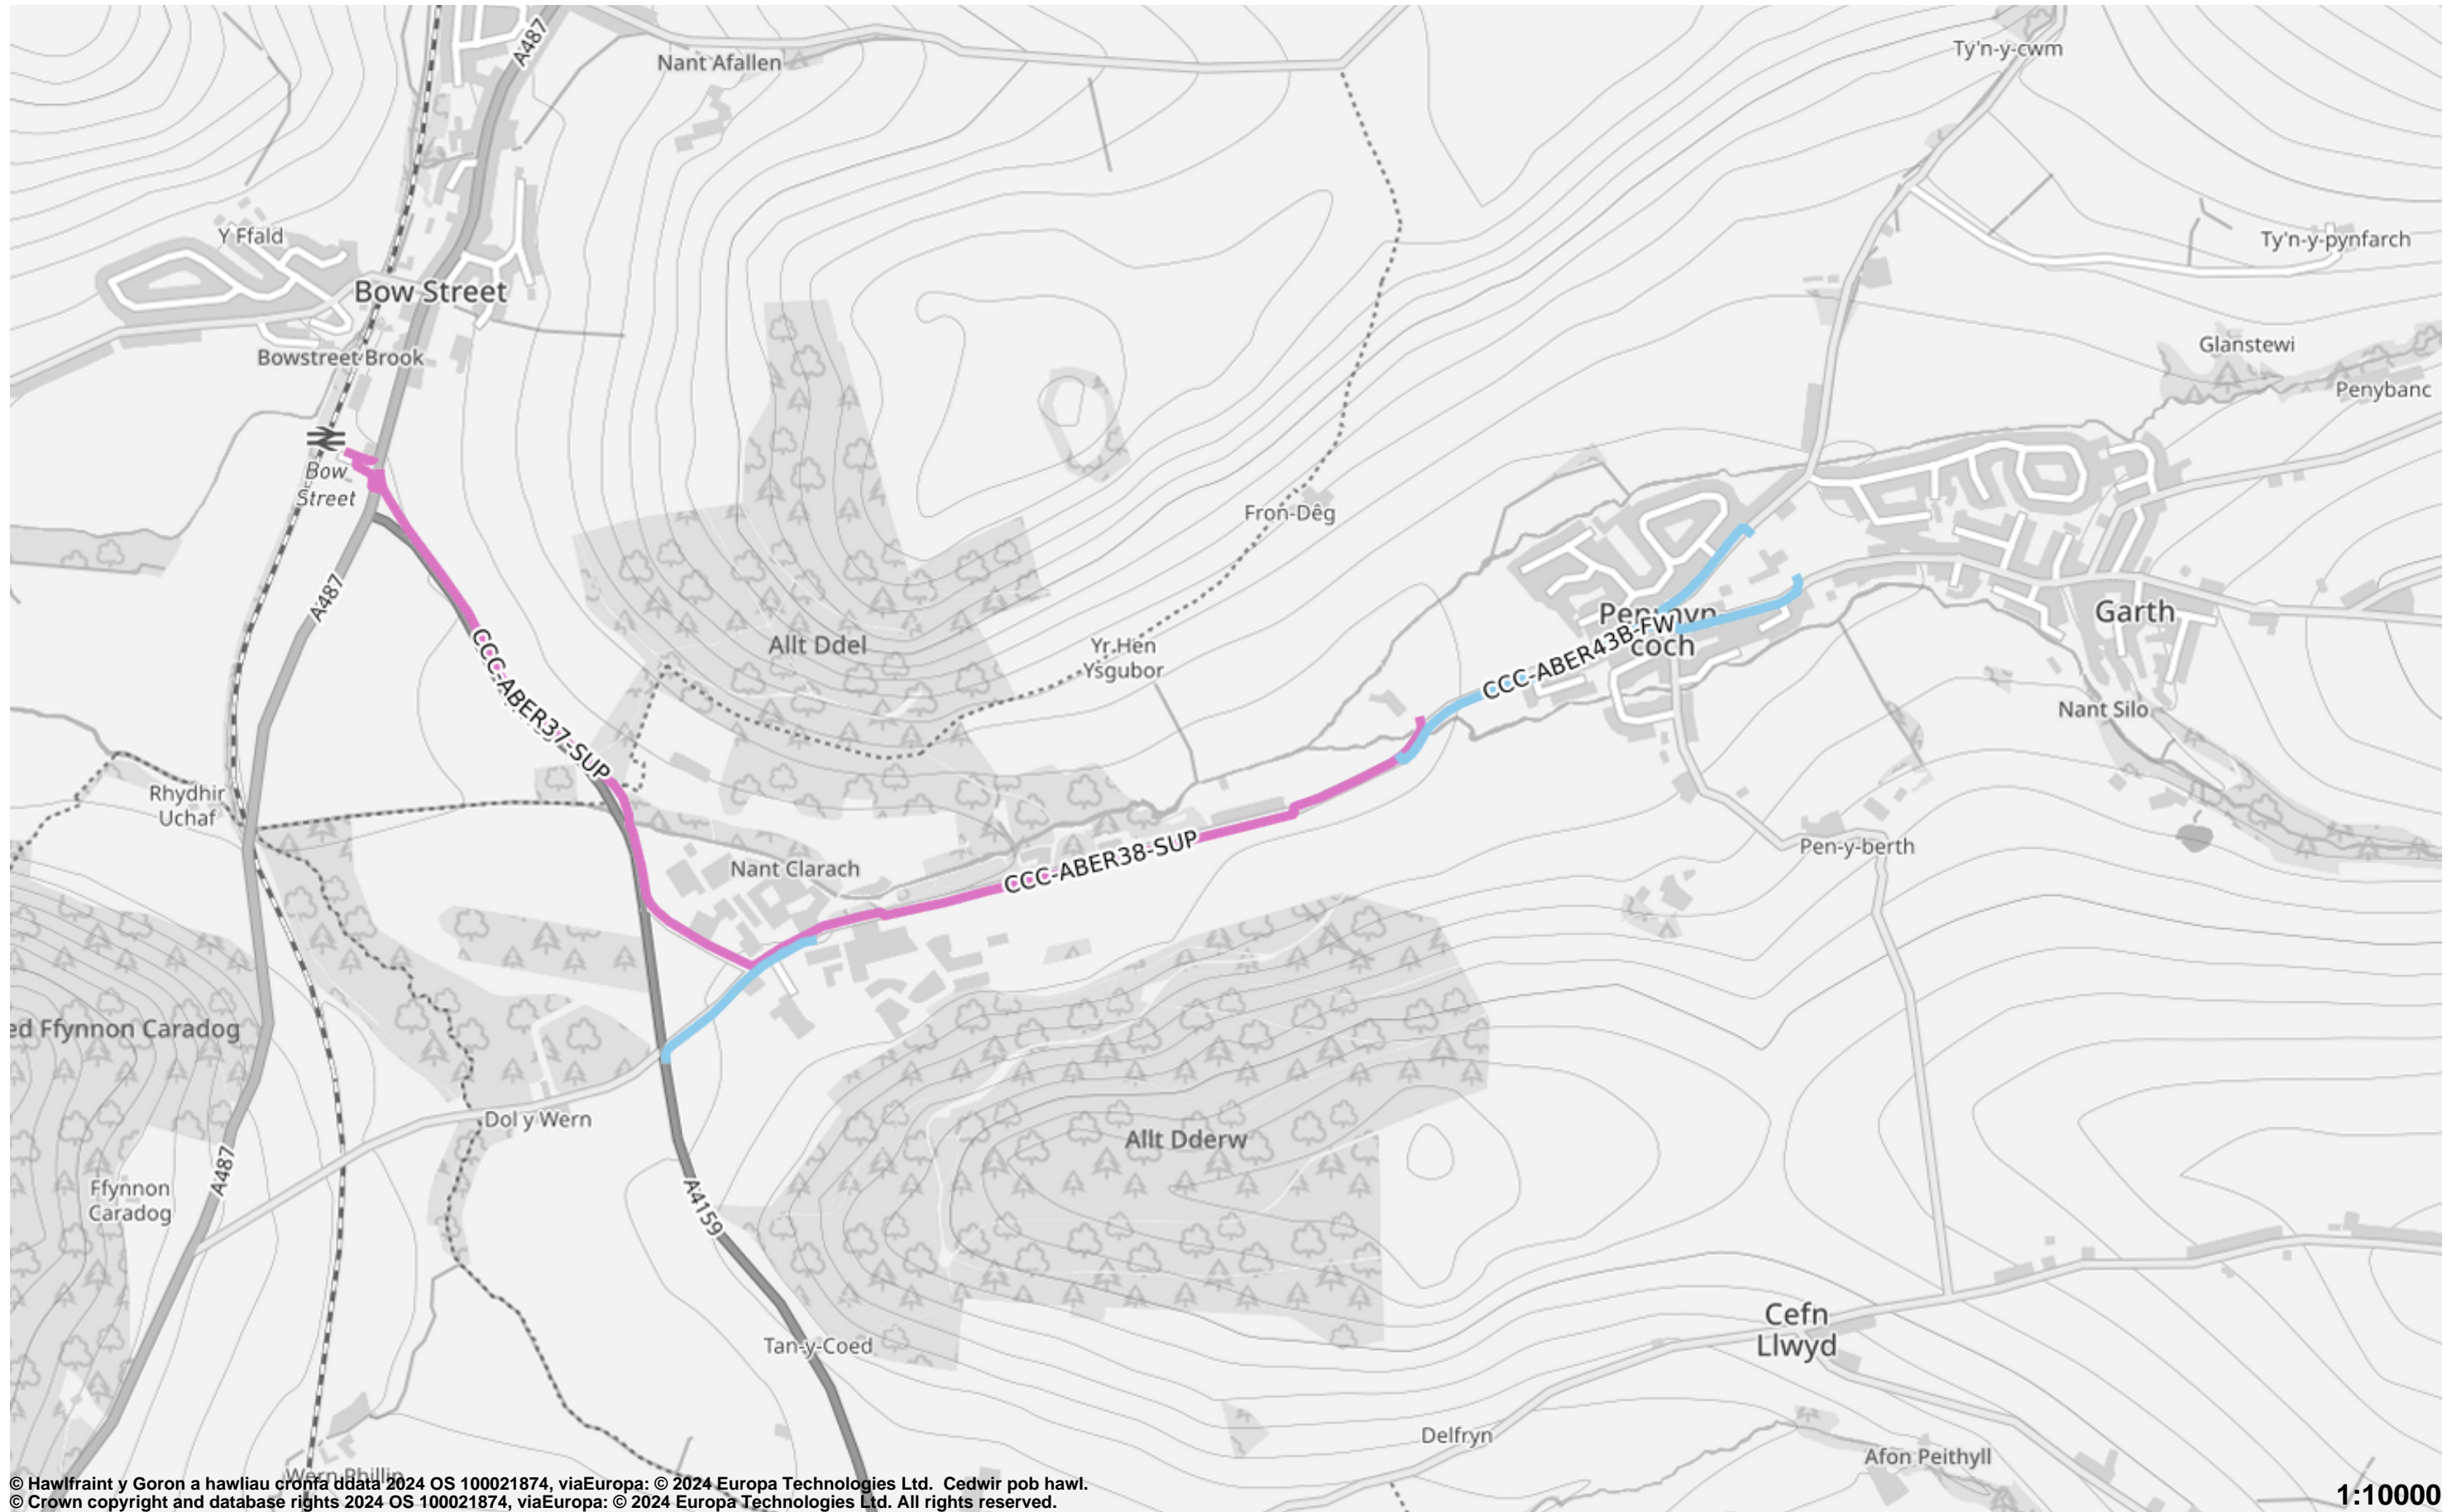 A487
Nant Afallen
Ty'n-y-cwm
Y Ffald
Ty'n-y-pynfarch
Bow Street
Glanstewi
Bowstreet Brook
Penybanc
Bow
Street
Fron-Dêg
A487
Penrhyn
coch
Garth
CCC-ABER43B-FW
Allt Ddel
Yr Hen
Ysgubor
CCC-ABER37-SUP
Nant Silo
Rhydhir
Uchaf
Nant Clarach
CCC-ABER38-SUP
Pen-y-berth
ed Ffynnon Caradog
Dol y Wern
Allt Dderw
A487
Ffynnon
Caradog
A4159
Cefn
Llwyd
Tan-y-Coed
Delfryn
Afon Peithyll
Wern Phillip
© Hawlfraint y Goron a hawliau cronfa ddata 2024 OS 100021874, viaEuropa: © 2024 Europa Technologies Ltd. Cedwir pob hawl.
© Crown copyright and database rights 2024 OS 100021874, viaEuropa: © 2024 Europa Technologies Ltd. All rights reserved.
1:10000